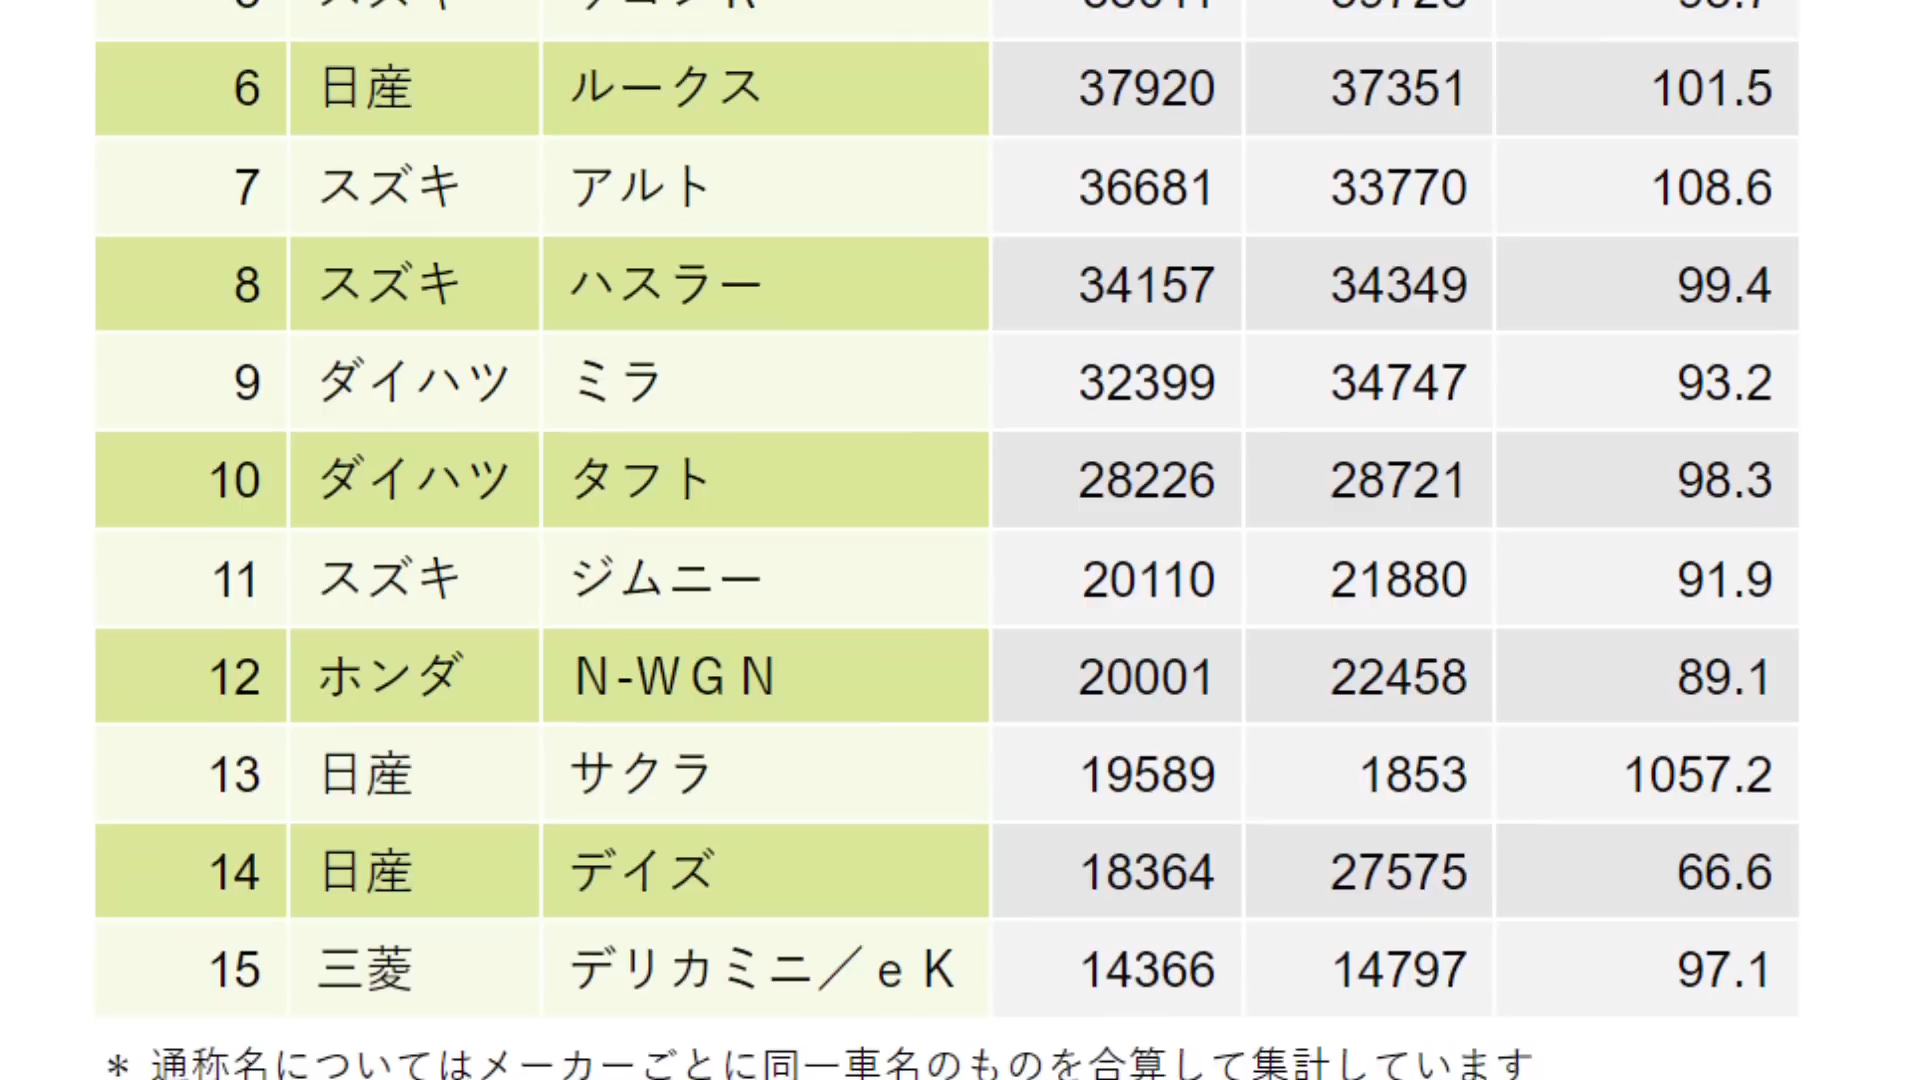 6 日産 ルークス 37920 37351 101.5
7 スズキ アルト 36681 33770 108.6
8 スズキ ハスラー 34157 34349 99.4
9 ダイハツ ミラ 32399 34747 93.2
10 ダイハツ タフト 28226 28721 98.3
11 スズキ ジムニー 20110 21880 91.9
12 ホンダ N-WGN 20001 22458 89.1
13 日産 サクラ 19589 1853 1057.2
14 日産 デイズ 18364 27575 66.6
15 三菱 デリカミニ／eK 14366 14797 97.1
＊ 通称名についてはメーカーごとに同一車名のものを合算して集計しています